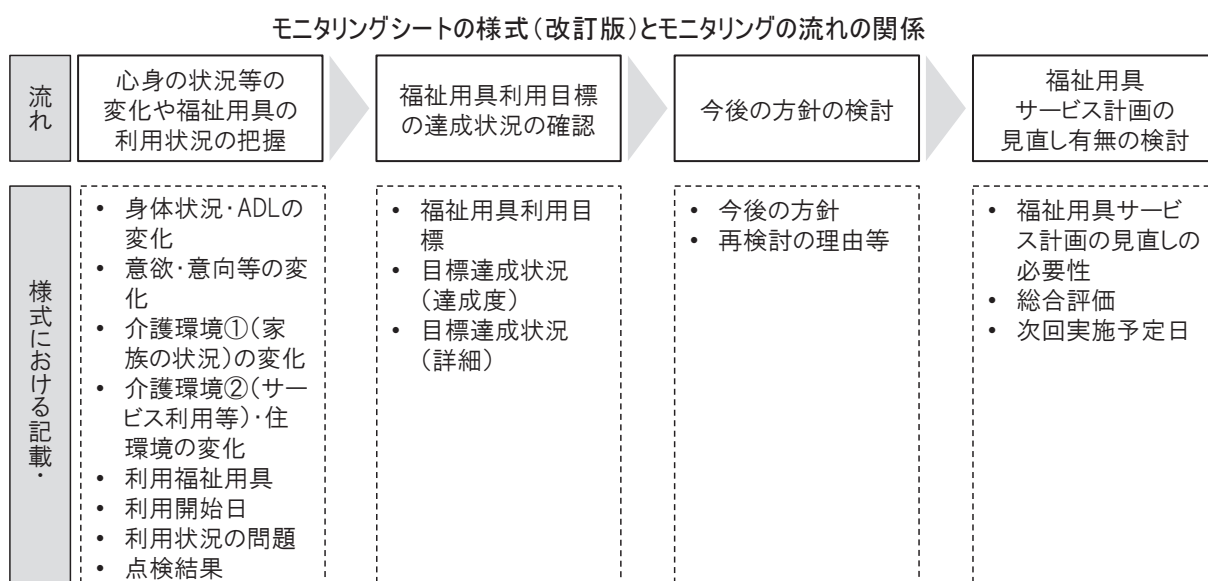 モニタリングシートの様式（改訂版）とモニタリングの流れの関係
流れ
心身の状況等の
変化や福祉用具の
利用状況の把握
福祉用具利用目標
の達成状況の確認
今後の方針の検討
福祉用具
サービス計画の
見直し有無の検討
様式における記載・
• 身体状況・ADLの
変化
• 意欲・意向等の変
化
• 介護環境①（家
族の状況）の変化
• 介護環境②（サー
ビス利用等）・住
環境の変化
• 利用福祉用具
• 利用開始日
• 利用状況の問題
• 点検結果
• 福祉用具利用目
標
• 目標達成状況
（達成度）
• 目標達成状況
（詳細）
• 今後の方針
• 再検討の理由等
• 福祉用具サービ
ス計画の見直しの
必要性
• 総合評価
• 次回実施予定日